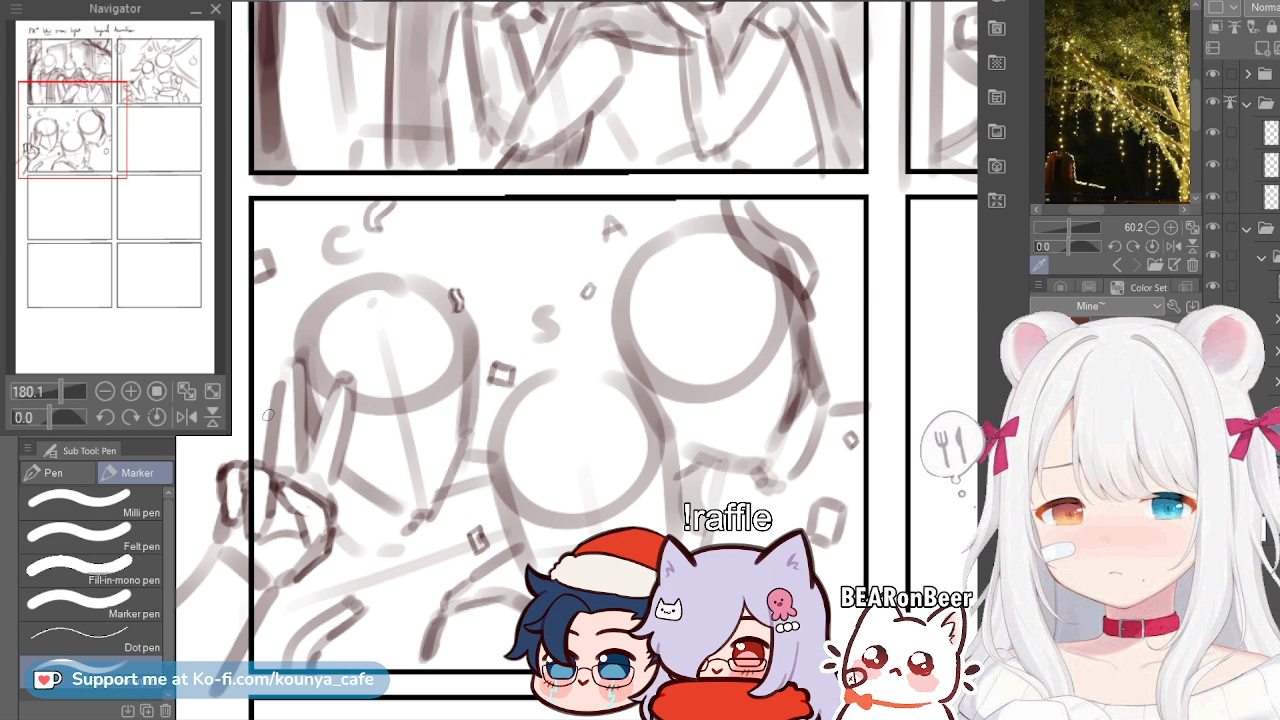 Navigator
Norma
180.1
0.0
60.2
0.0
Color Set
Mine~
Sub Tool: Pen
Pen
Marker
Milli pen
Felt pen
Fill-in-mono pen
Marker pen
Dot pen
C
A
S
!raffle
BEARonBeer
Support me at Ko-fi.com/kounya_cafe